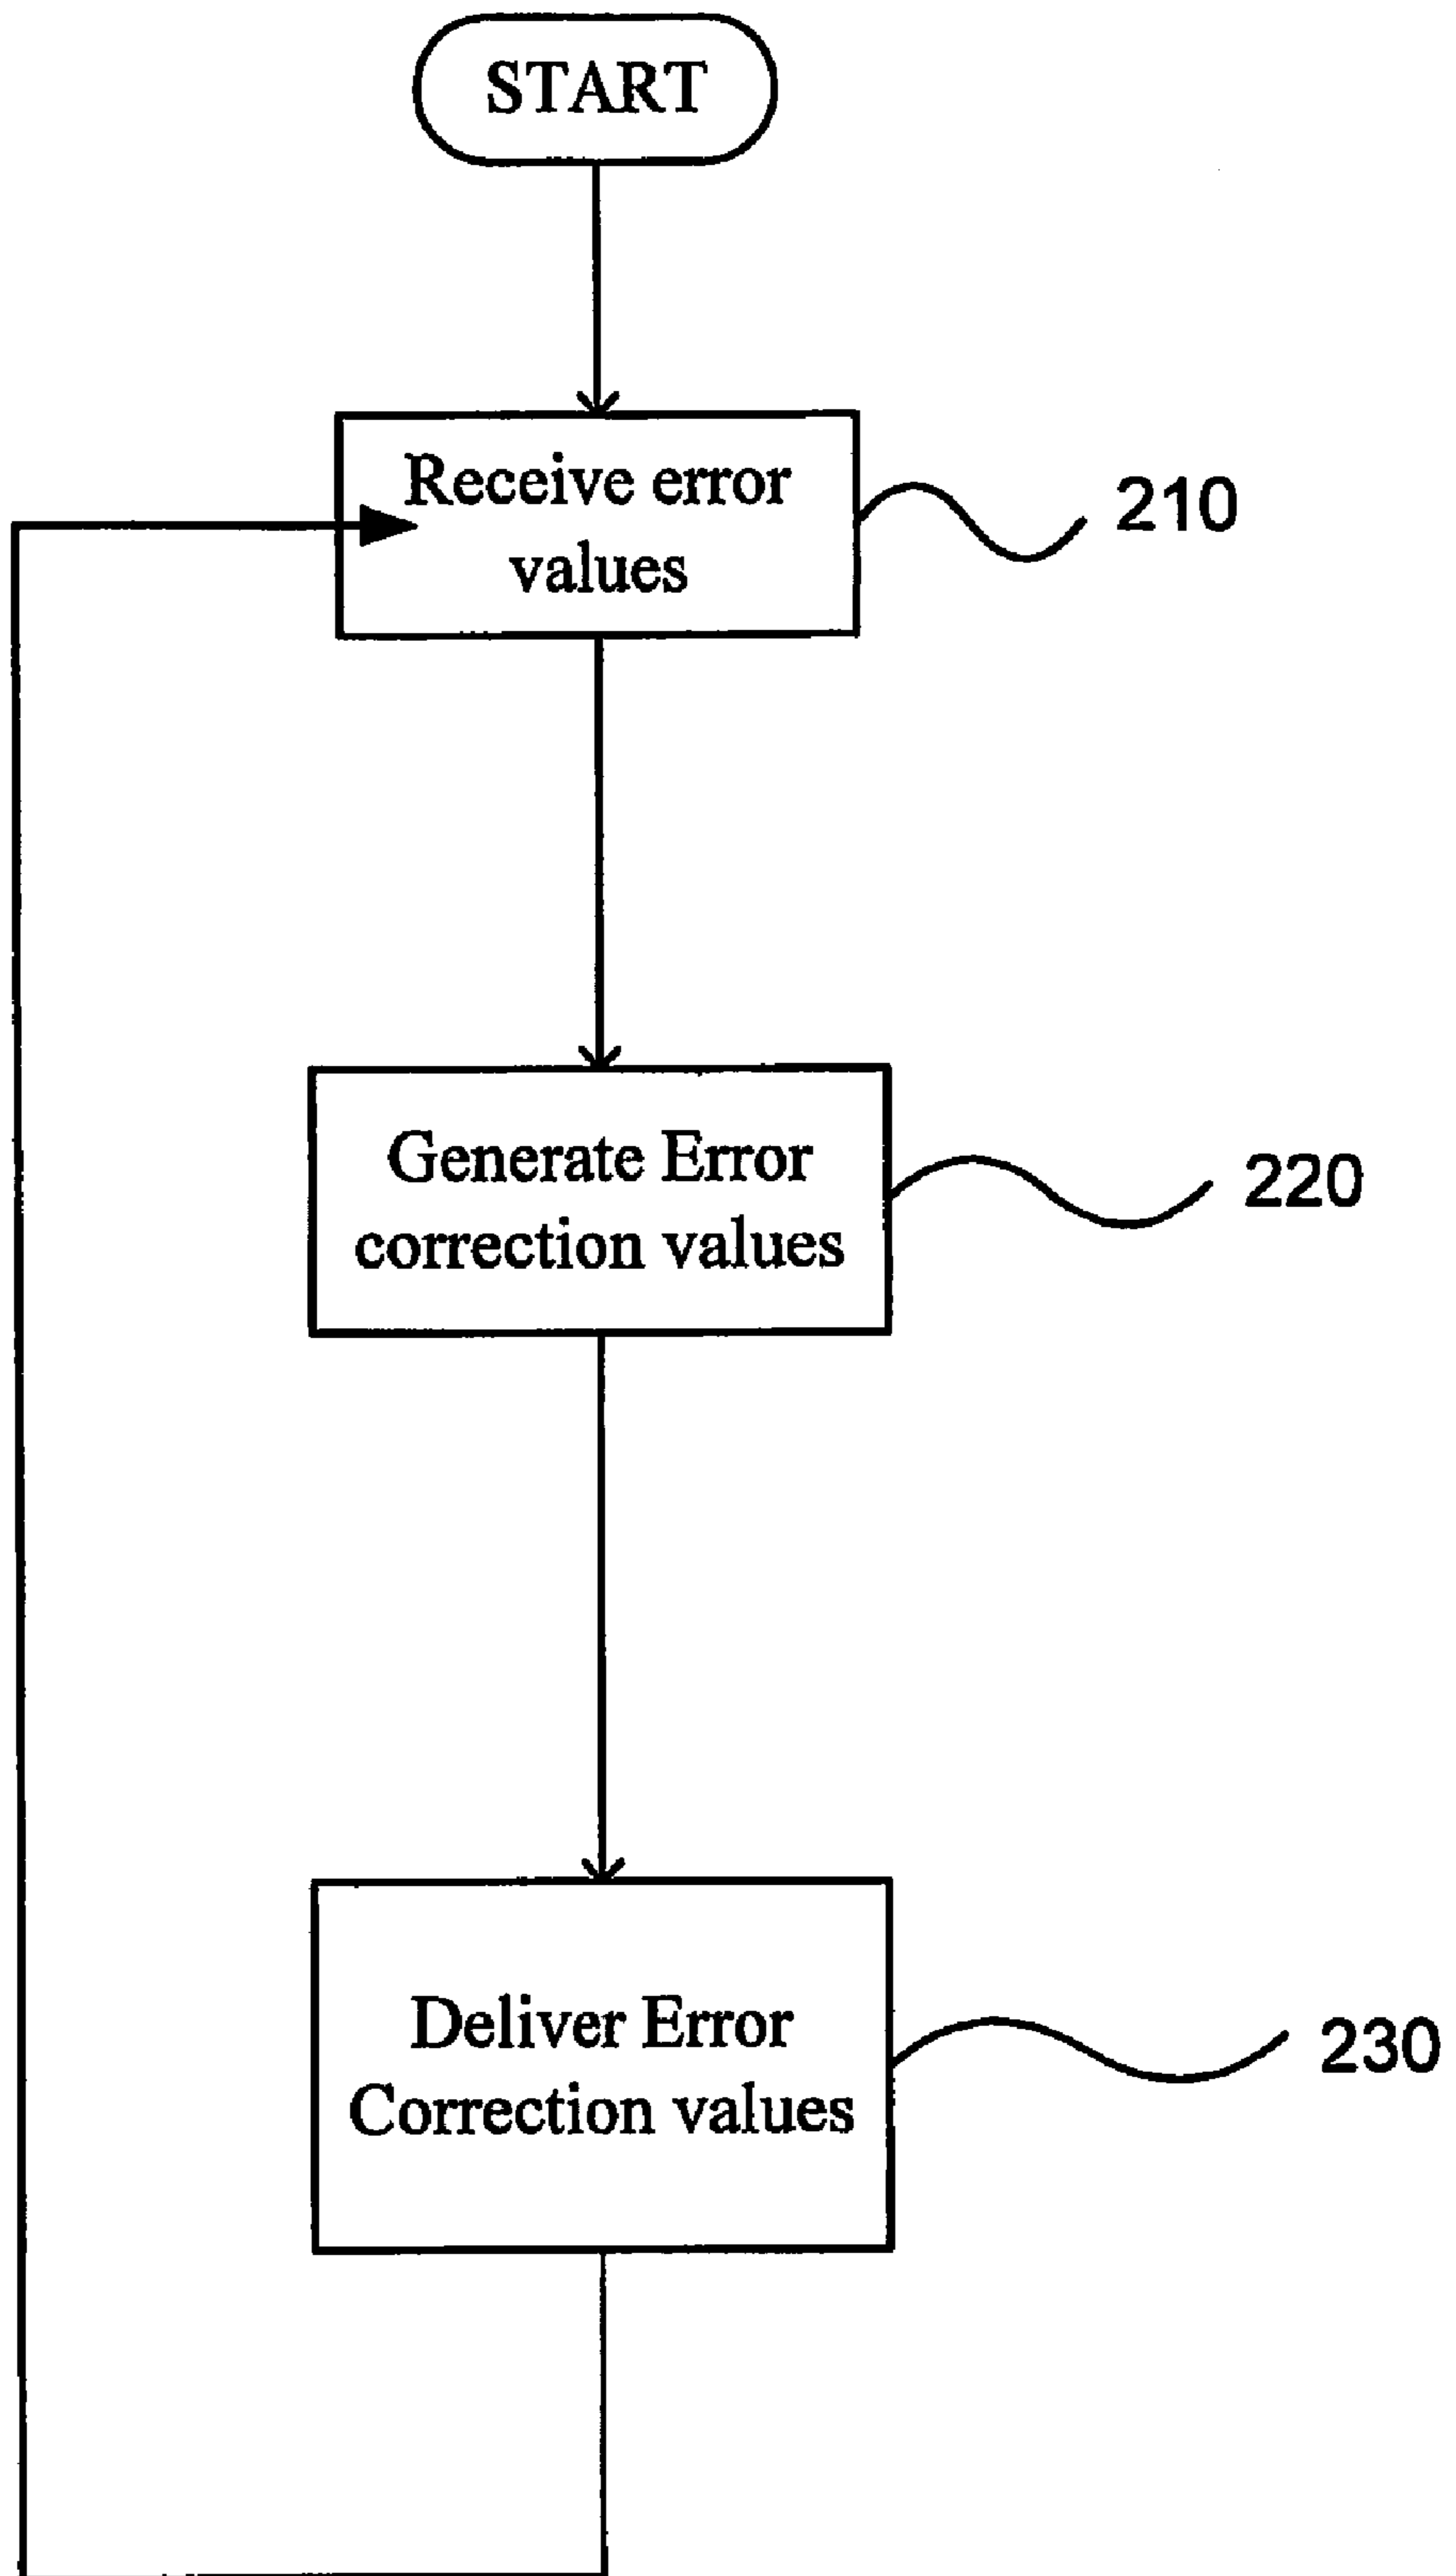 START
Receive error
values
210
Generate Error
correction values
220
Deliver Error
Correction values
230